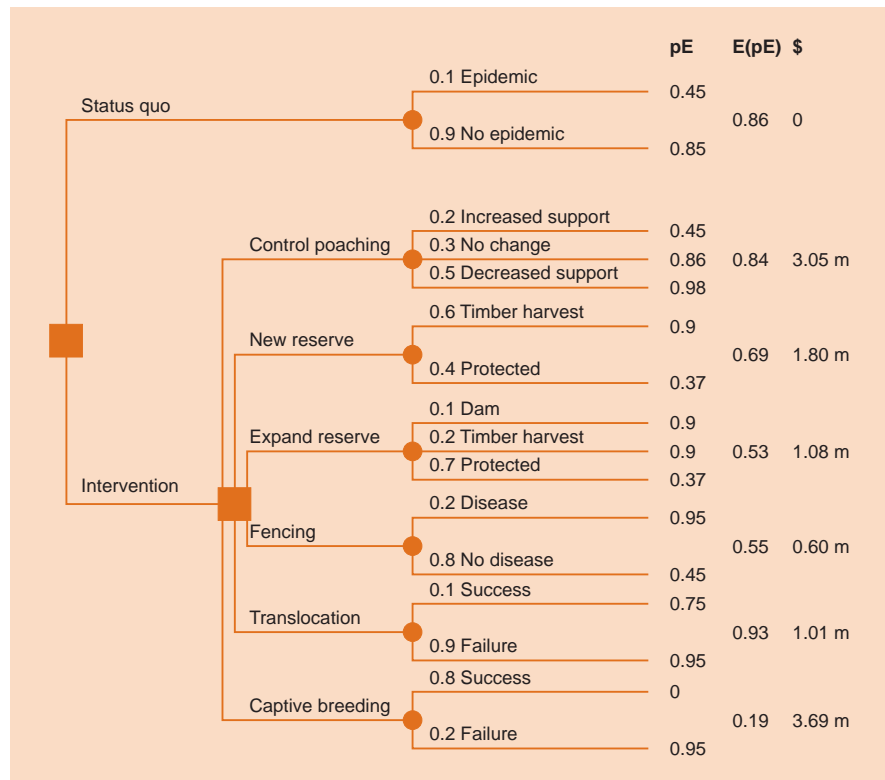 pE E(pE) $
0.1 Epidemic
0.45
Status quo
0.86 0
0.9 No epidemic
0.85
0.2 Increased support
0.45
Control poaching
0.3 No change
0.86 0.84 3.05 m
0.5 Decreased support
0.98
0.6 Timber harvest
0.9
New reserve
0.69 1.80 m
0.4 Protected
0.37
0.1 Dam
0.9
Expand reserve
0.2 Timber harvest
0.9 0.53 1.08 m
0.7 Protected
0.37
Intervention
0.2 Disease
0.95
Fencing
0.55 0.60 m
0.8 No disease
0.45
0.1 Success
0.75
Translocation
0.93 1.01 m
0.9 Failure
0.95
0.8 Success
0
Captive breeding
0.19 3.69 m
0.2 Failure
0.95